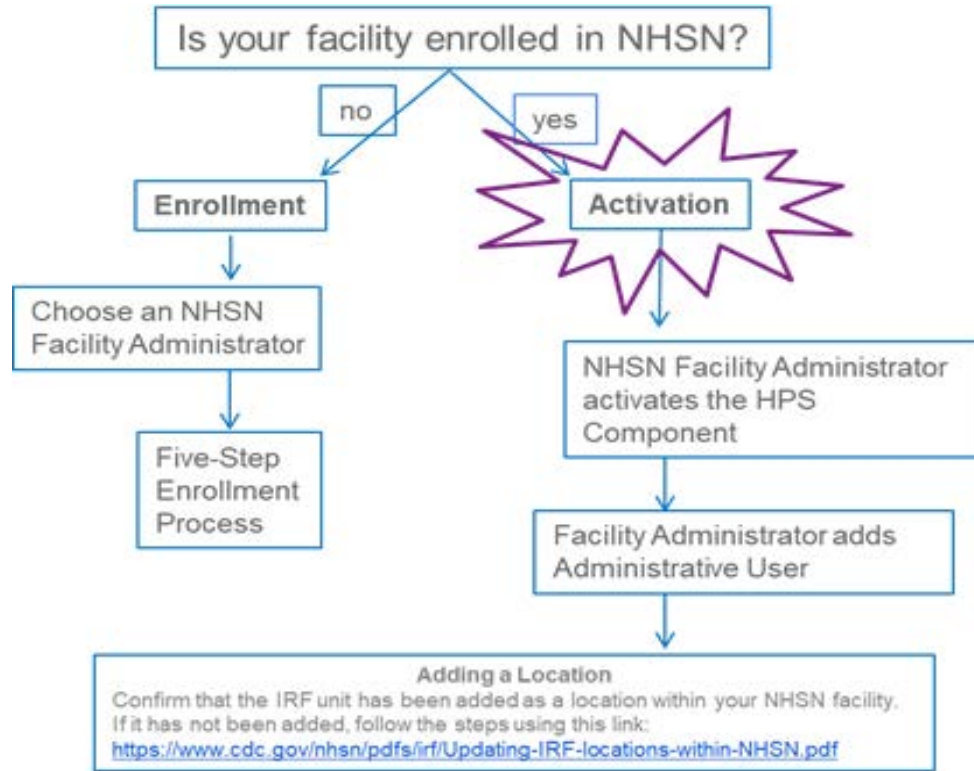 Is your facility enrolled in NHSN?
no
yes
Enrollment
Activation
Choose an NHSN
Facility Administrator
NHSN Facility Administrator
activates the HPS
Component
Five-Step
Enrollment
Process
Facility Administrator adds
Administrative User
Adding a Location
Confirm that the IRF unit has been added as a location within your NHSN facility.
If it has not been added, follow the steps using this link:
https://www.cdc.gov/nhsn/pdfs/irf/Updating-IRF-locations-within-NHSN.pdf